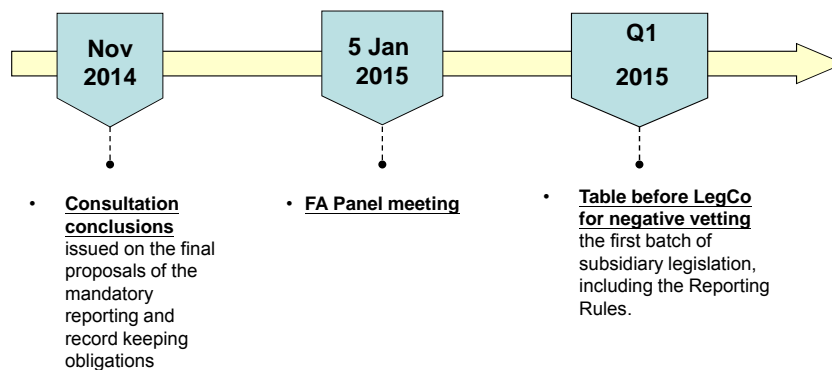 Nov
2014
5 Jan
2015
Q1
2015
• Consultation
conclusions
issued on the final
proposals of the
mandatory
reporting and
record keeping
obligations
• FA Panel meeting
• Table before LegCo
for negative vetting
the first batch of
subsidiary legislation,
including the Reporting
Rules.